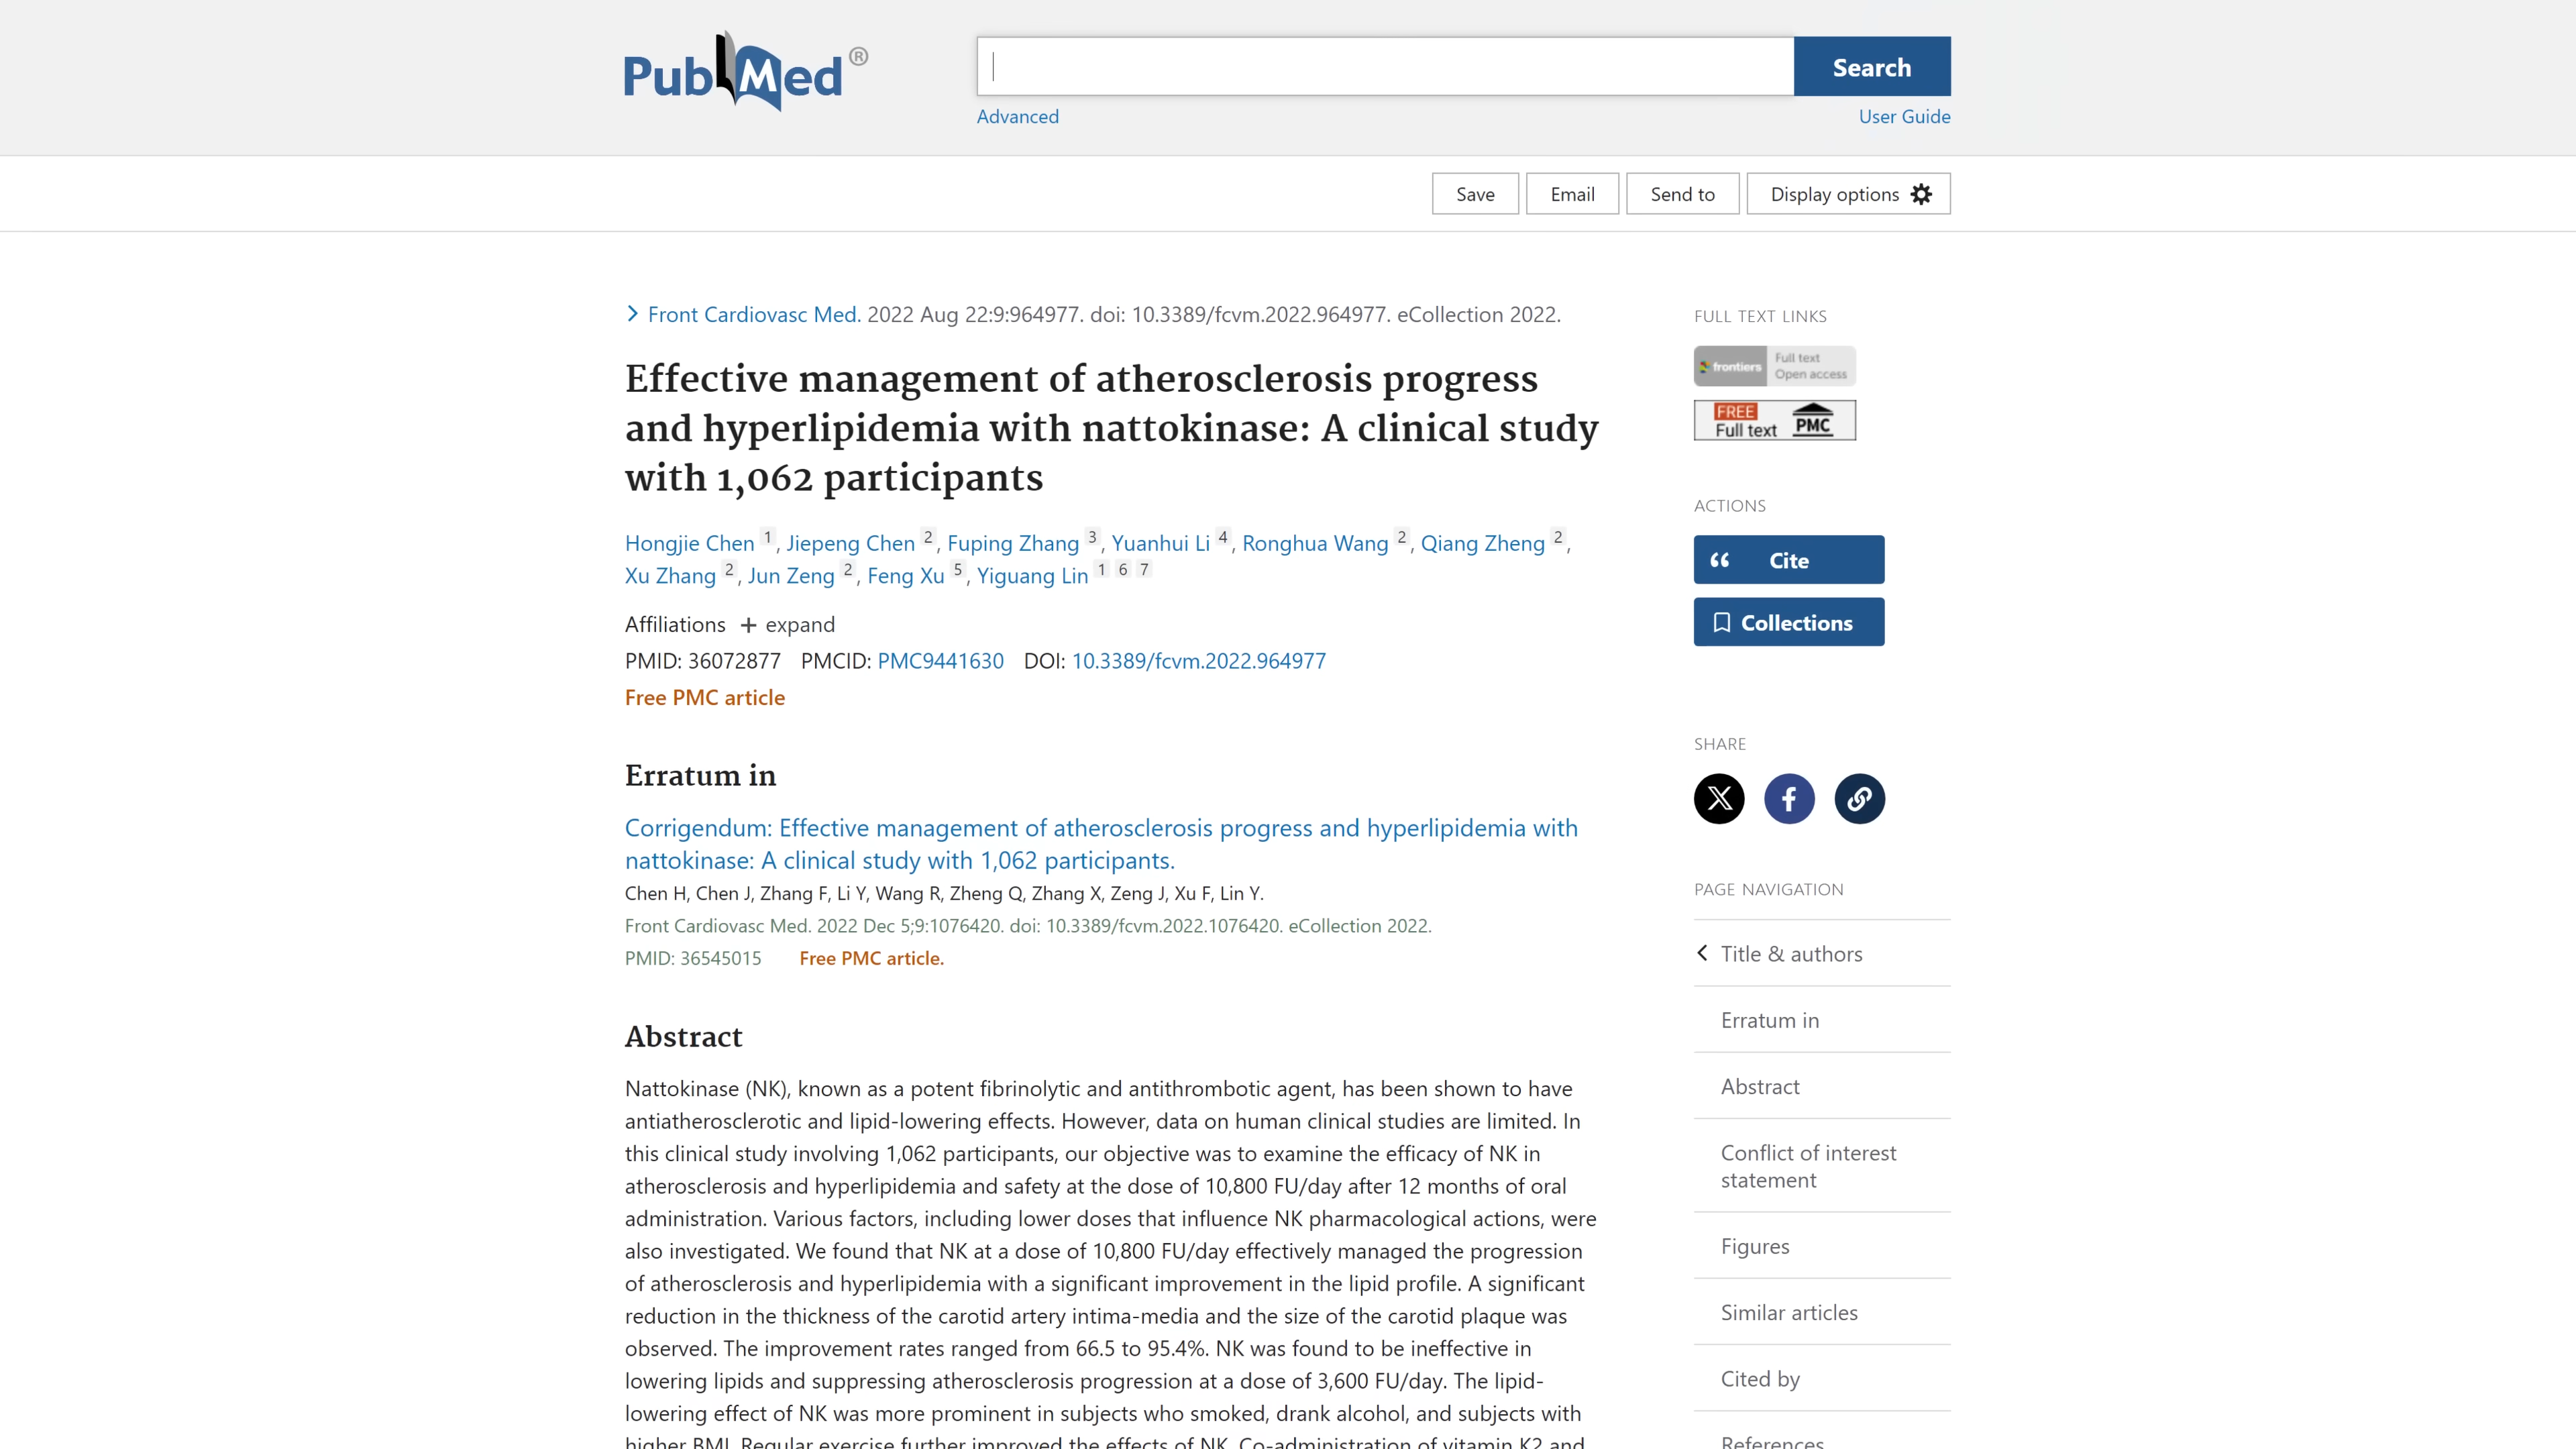 PubMed®
Search
Advanced
User Guide
Save
Email
Send to
Display options
Front Cardiovasc Med. 2022 Aug 22:9:964977. doi: 10.3389/fcvm.2022.964977. eCollection 2022.
Effective management of atherosclerosis progress
and hyperlipidemia with nattokinase: A clinical study
with 1,062 participants
Hongjie Chen 1, Jiepeng Chen 2, Fuping Zhang 3, Yuanhui Li 4, Ronghua Wang 2, Qiang Zheng 2,
Xu Zhang 2, Jun Zeng 2, Feng Xu 5, Yiguang Lin 1 6 7
Affiliations + expand
PMID: 36072877 PMCID: PMC9441630 DOI: 10.3389/fcvm.2022.964977
Free PMC article
Erratum in
Corrigendum: Effective management of atherosclerosis progress and hyperlipidemia with
nattokinase: A clinical study with 1,062 participants.
Chen H, Chen J, Zhang F, Li Y, Wang R, Zheng Q, Zhang X, Zeng J, Xu F, Lin Y.
Front Cardiovasc Med. 2022 Dec 5;9:1076420. doi: 10.3389/fcvm.2022.1076420. eCollection 2022.
PMID: 36545015 Free PMC article.
Abstract
Nattokinase (NK), known as a potent fibrinolytic and antithrombotic agent, has been shown to have
antiatherosclerotic and lipid-lowering effects. However, data on human clinical studies are limited. In
this clinical study involving 1,062 participants, our objective was to examine the efficacy of NK in
atherosclerosis and hyperlipidemia and safety at the dose of 10,800 FU/day after 12 months of oral
administration. Various factors, including lower doses that influence NK pharmacological actions, were
also investigated. We found that NK at a dose of 10,800 FU/day effectively managed the progression
of atherosclerosis and hyperlipidemia with a significant improvement in the lipid profile. A significant
reduction in the thickness of the carotid artery intima-media and the size of the carotid plaque was
observed. The improvement rates ranged from 66.5 to 95.4%. NK was found to be ineffective in
lowering lipids and suppressing atherosclerosis progression at a dose of 3,600 FU/day. The lipid-
lowering effect of NK was more prominent in subjects who smoked, drank alcohol, and subjects with
higher BMI. Regular exercise further improved the effects of NK. Co-administration of vitamin K2 and
FULL TEXT LINKS
frontiers Full text
Open access
FREE
Full text PMC
ACTIONS
Cite
Collections
SHARE
PAGE NAVIGATION
Title & authors
Erratum in
Abstract
Conflict of interest
statement
Figures
Similar articles
Cited by
References